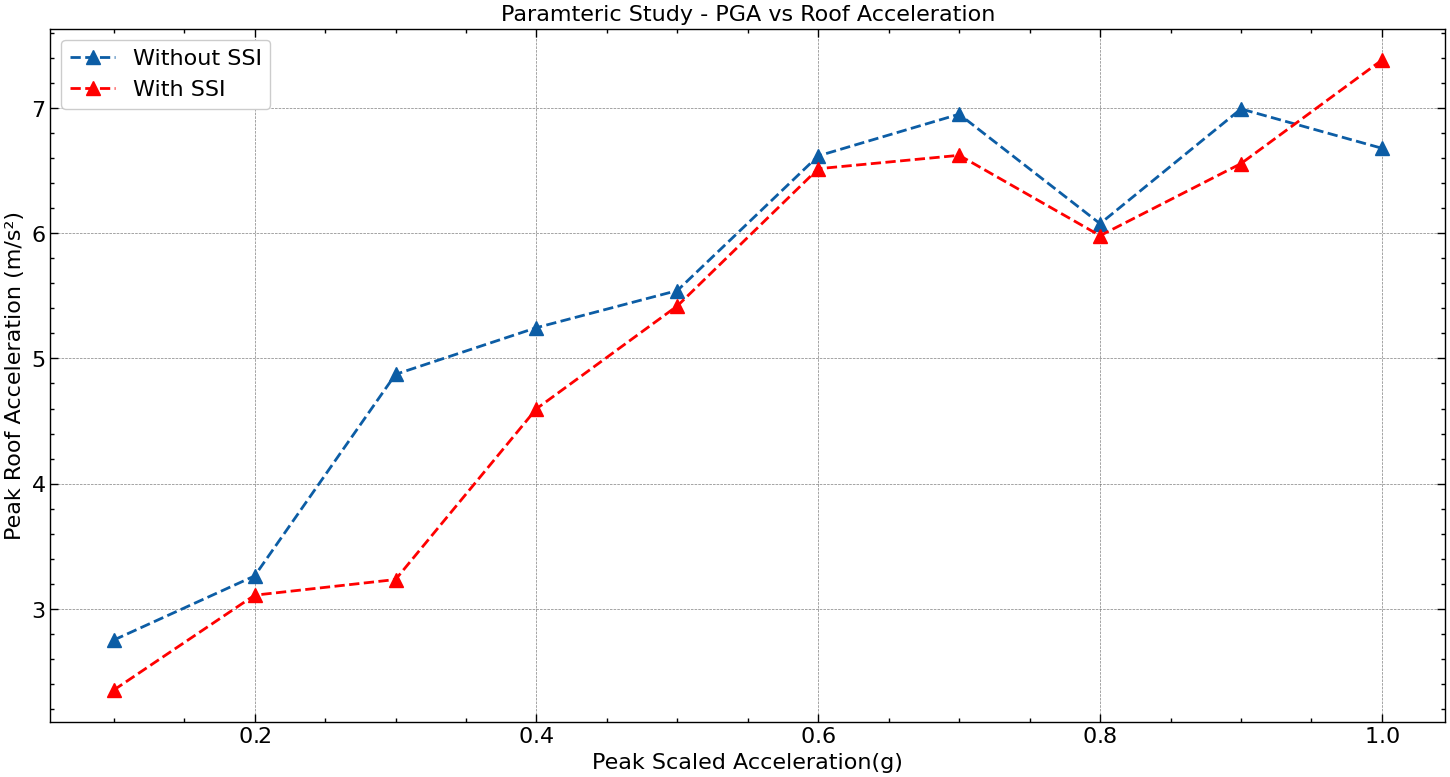 Paramteric Study - PGA vs Roof Acceleration
Without SSI
With SSI
Peak Roof Acceleration (m/s²)
7
6
5
4
3
0.2
0.4
0.6
0.8
1.0
Peak Scaled Acceleration(g)